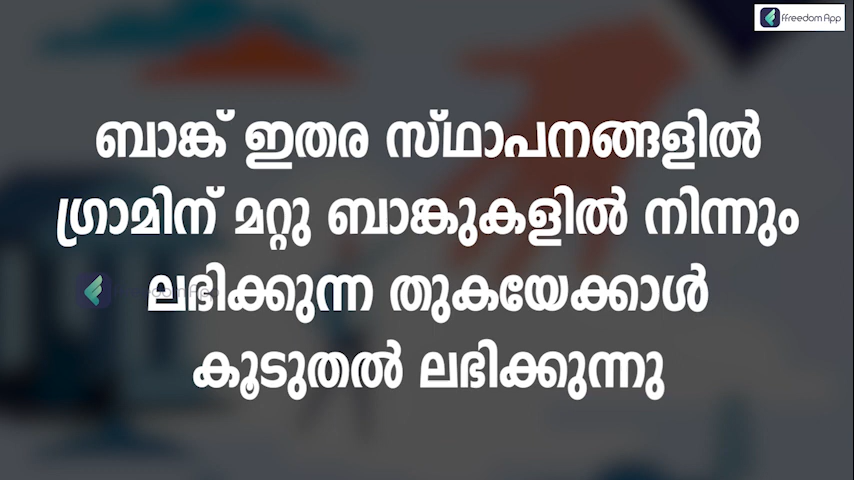 ffreedom App
ബാങ്ക് ഇതര സ്ഥാപനങ്ങളിൽ
ഗ്രാമിന് മറ്റു ബാങ്കുകളിൽ നിന്നും
ലഭിക്കുന്ന തുകയേക്കാൾ
കൂടുതൽ ലഭിക്കുന്നു